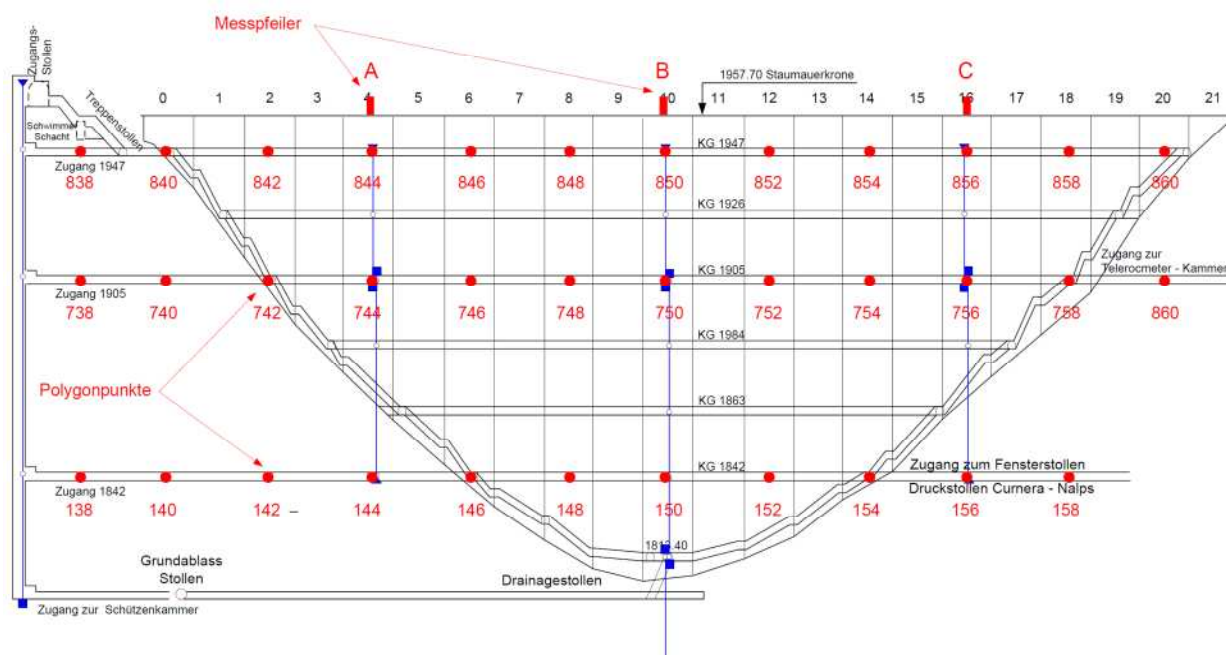 Messpfeiler
Zugangs-
Stollen
A
B
C
1957.70 Staumauerkrone
0 1 2 3 4 5 6 7 8 9 10 11 12 13 14 15 16 17 18 19 20 21
Treppenstollen
Schwimmer
Schacht
KG 1947
Zugang 1947
838 840 842 844 846 848 850 852 854 856 858 860
KG 1926
Zugang zur
Telerocmeter - Kammer
KG 1905
Zugang 1905
738 740 742 744 746 748 750 752 754 756 758 860
KG 1984
Polygonpunkte
KG 1863
KG 1842
Zugang zum Fensterstollen
Zugang 1842
Druckstollen Curnera - Nalps
138 140 142 – 144 146 148 150 152 154 156 158
Grundablass
Stollen
Drainagestollen
Zugang zur Schützenkammer